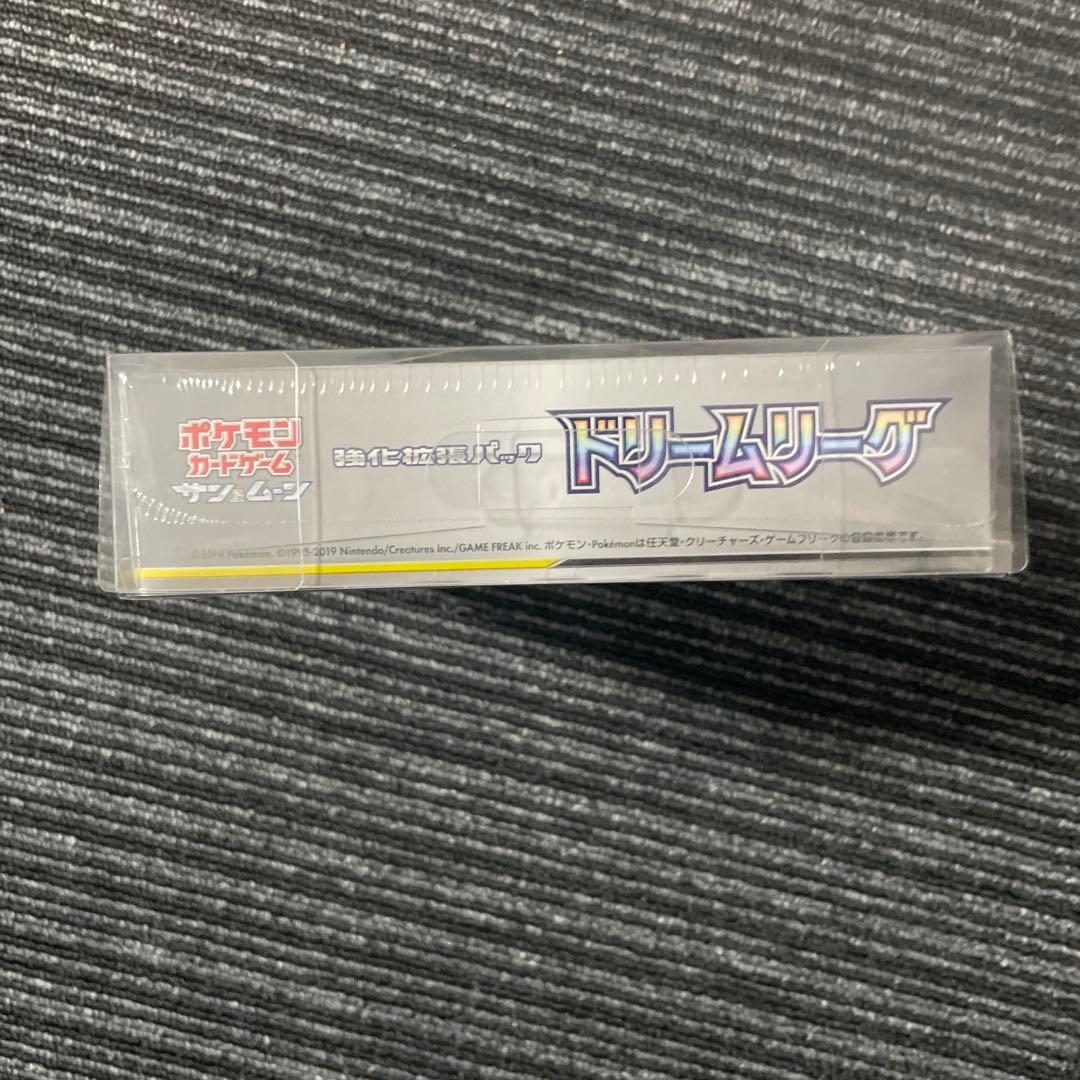 ポケモン
カードゲーム
サン&ムーン
強化拡張パック
ドリームリーグ
©2019 Pokémon. ©1995-2019 Nintendo/Creatures Inc./GAME FREAK inc. ポケモン・Pokémonは任天堂・クリーチャーズ・ゲームフリークの登録商標です。